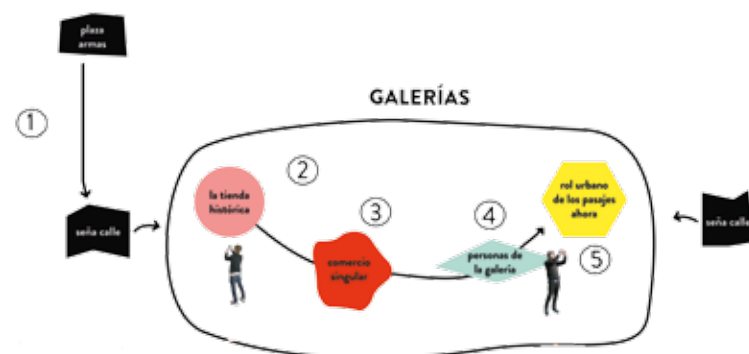 plaza
armas
GALERÍAS
1
2
la tienda
histórica
3
comercio
singular
4
personas de
la galería
rol urbano
de los pasajes
ahora
5
seña calle
seña calle